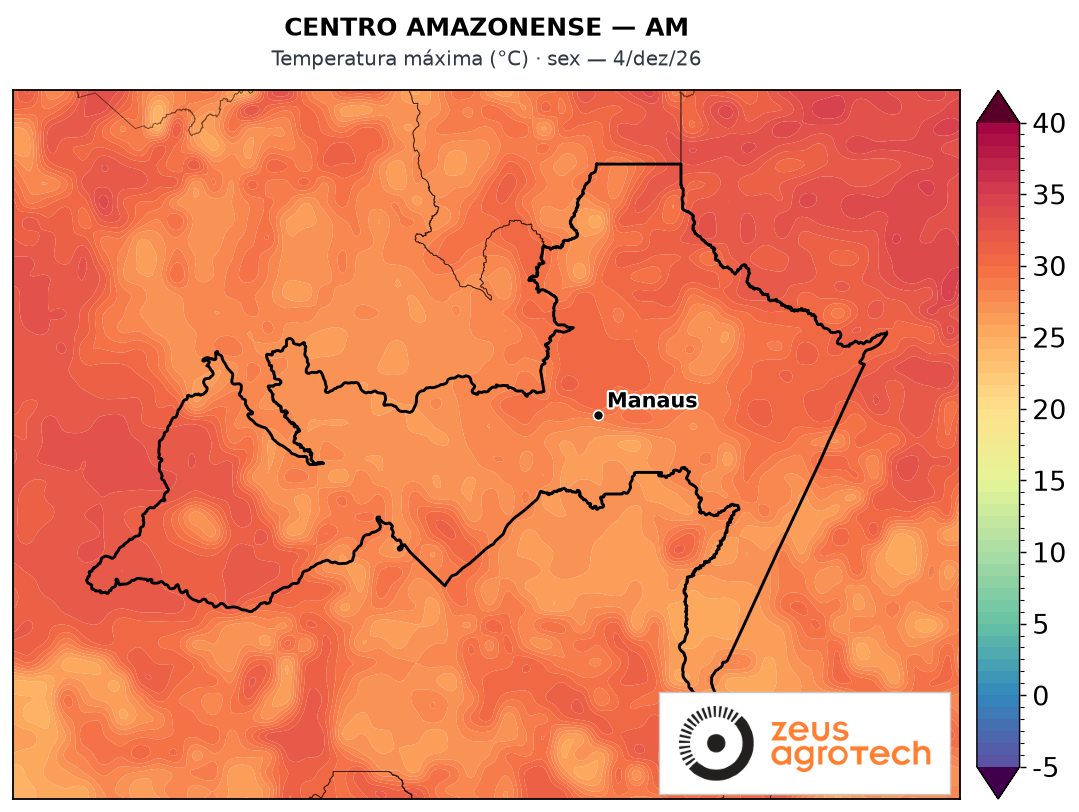 CENTRO AMAZONENSE — AM
Temperatura máxima (°C) · sex — 4/dez/26
Manaus
40
35
30
25
20
15
10
5
0
-5
zeus
agrotech